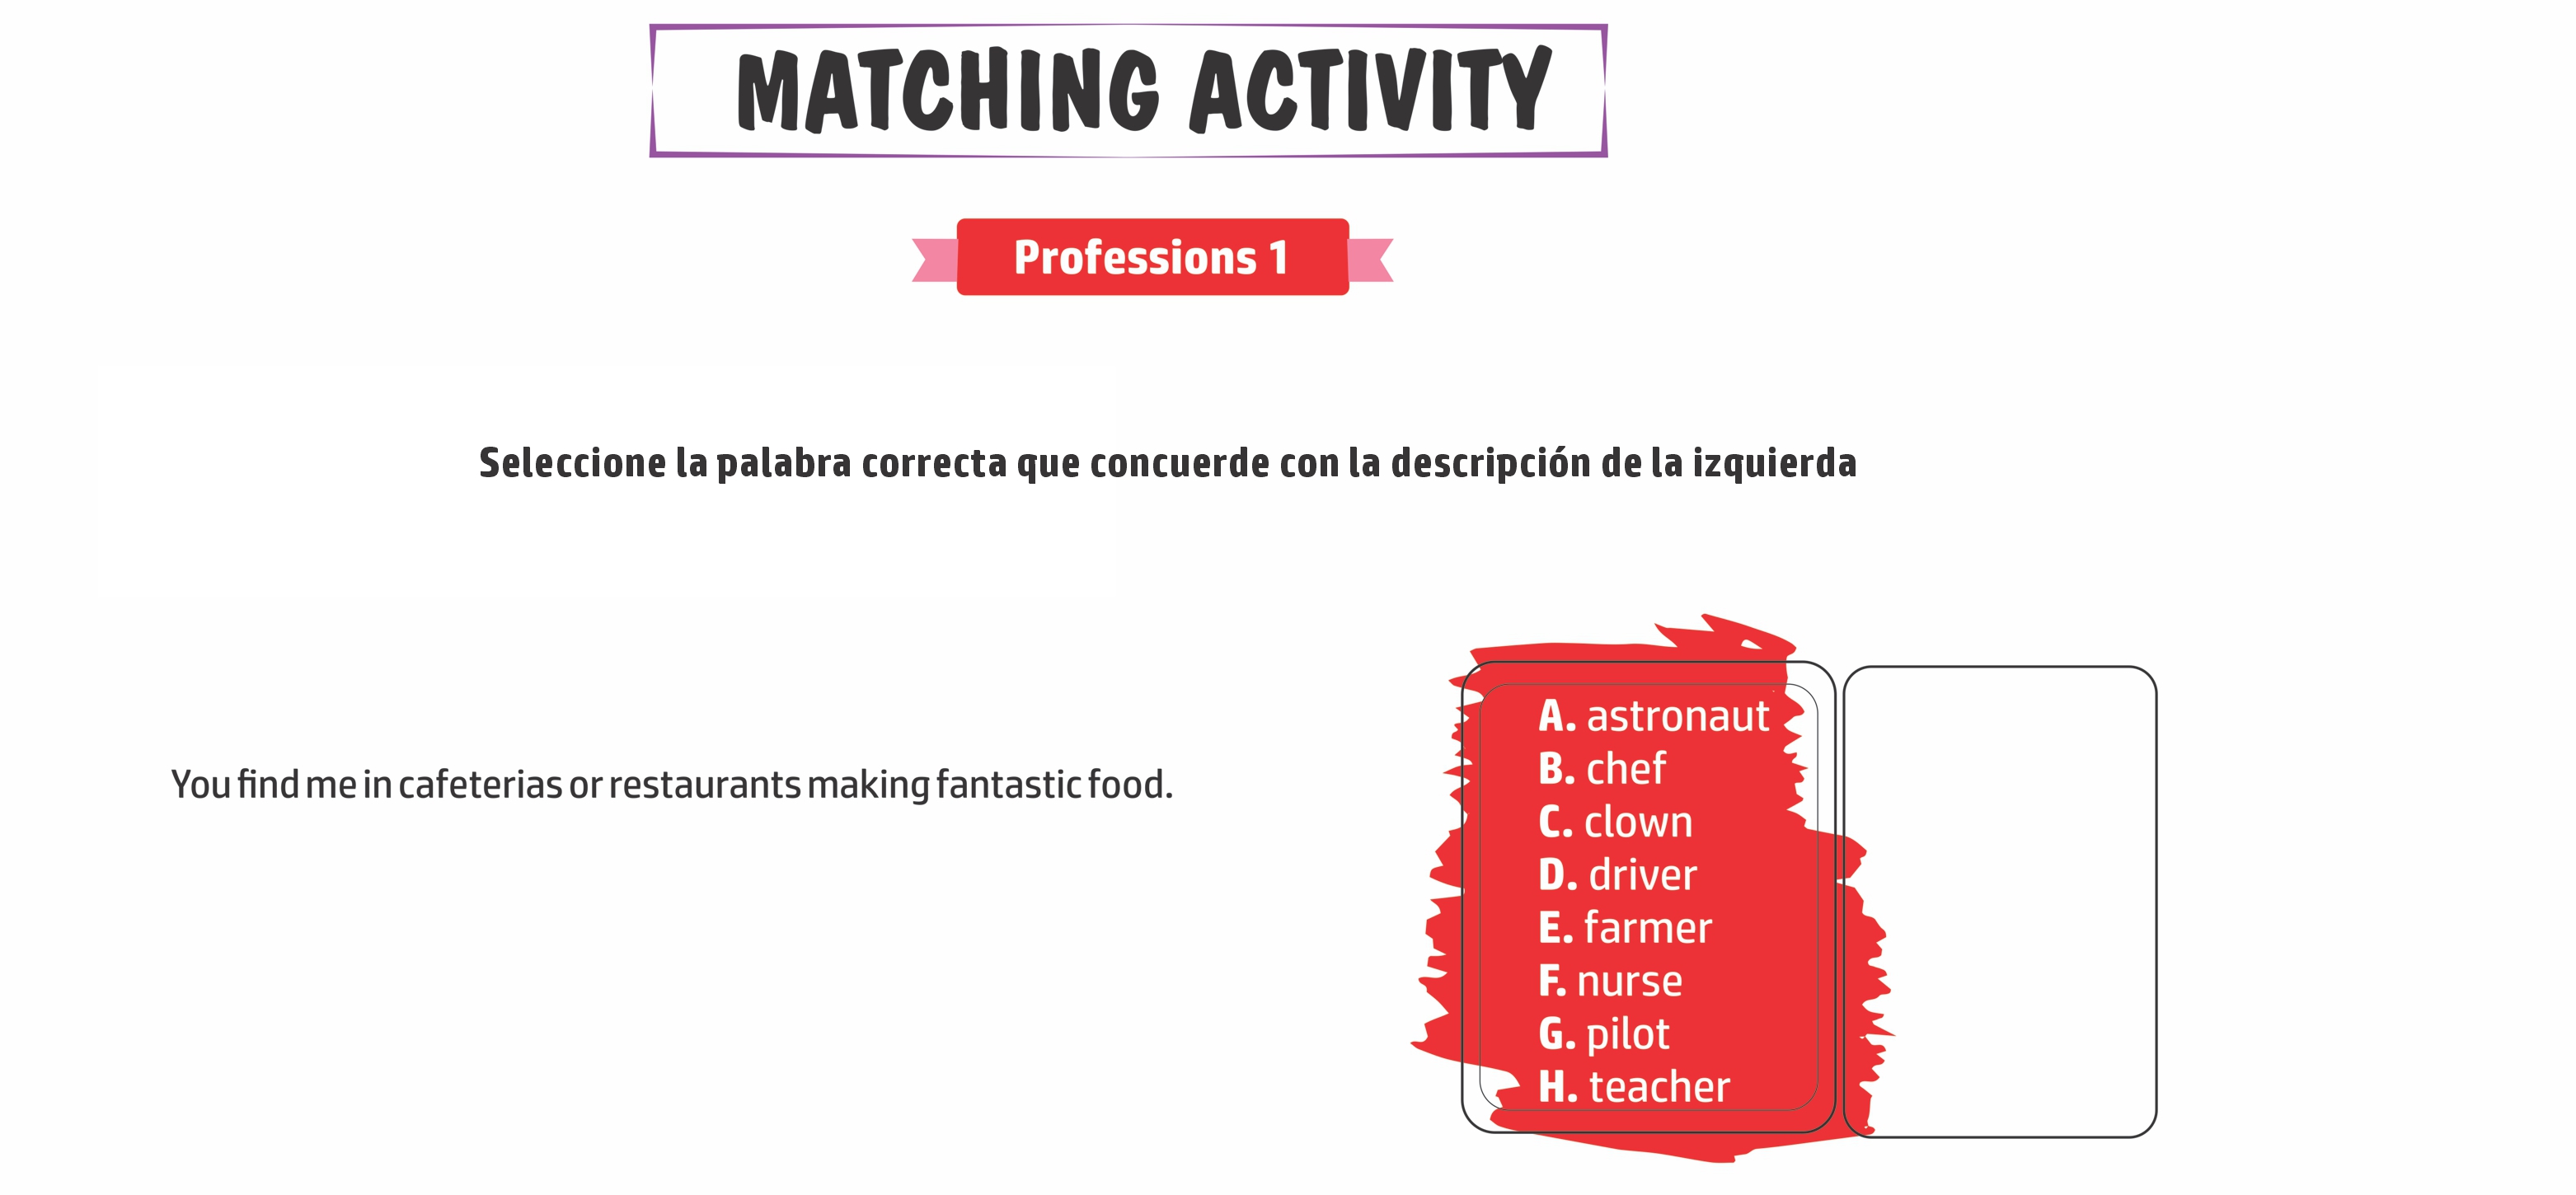 MATCHING ACTIVITY
Professions 1
Seleccione la palabra correcta que concuerde con la descripción de la izquierda
You find me in cafeterias or restaurants making fantastic food.
A. astronaut
B. chef
C. clown
D. driver
E. farmer
F. nurse
G. pilot
H. teacher